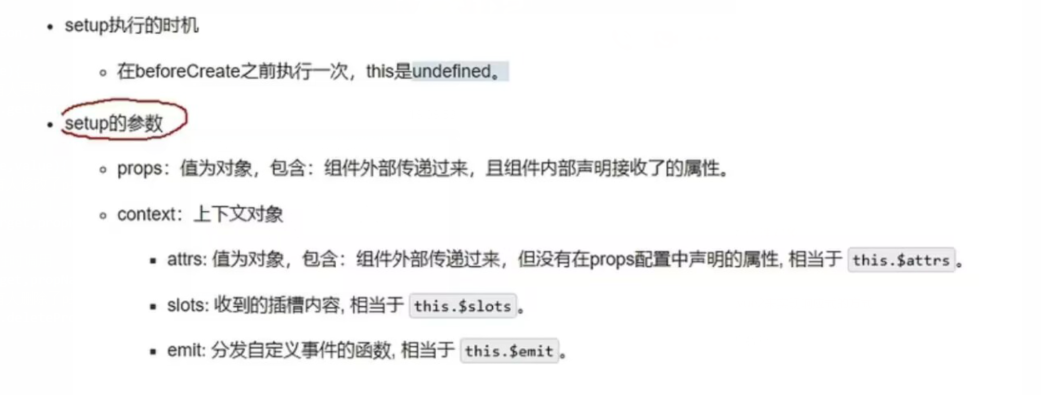 setup执行的时机
在beforeCreate之前执行一次，this是undefined。
setup的参数
props：值为对象，包含：组件外部传递过来，且组件内部声明接收了的属性。
context：上下文对象
attrs: 值为对象，包含：组件外部传递过来，但没有在props配置中声明的属性, 相当于 this.$attrs。
slots: 收到的插槽内容, 相当于 this.$slots。
emit: 分发自定义事件的函数, 相当于 this.$emit。